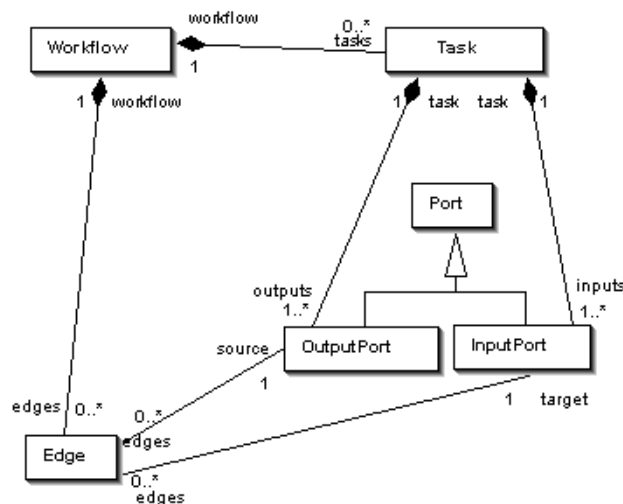 workflow
0..*
Workflow
tasks
Task
1
1
workflow
1
task
task
1
Port
outputs
1..*
inputs
1..*
source
OutputPort
InputPort
1
1
target
edges
0..*
0..*
edges
Edge
0..*
edges